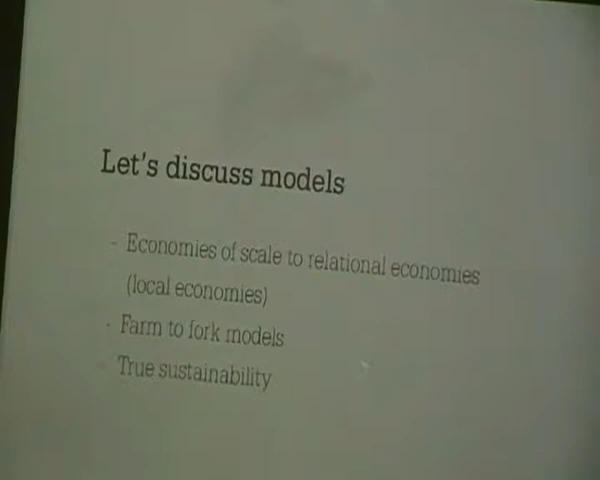 Let's discuss models
- Economies of scale to relational economies
(local economies)
- Farm to fork models
- True sustainability